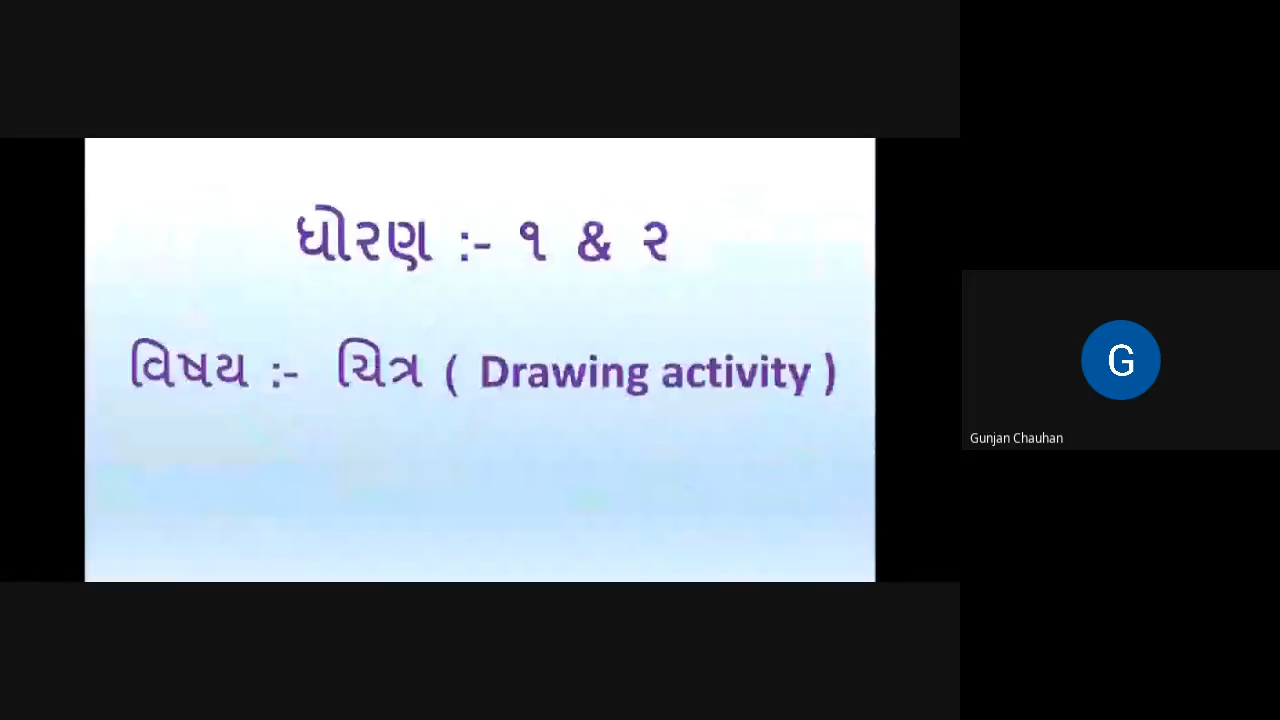 ધોરણ :- ૧ & ૨
વિષય :- ચિત્ર ( Drawing activity )
G
Gunjan Chauhan